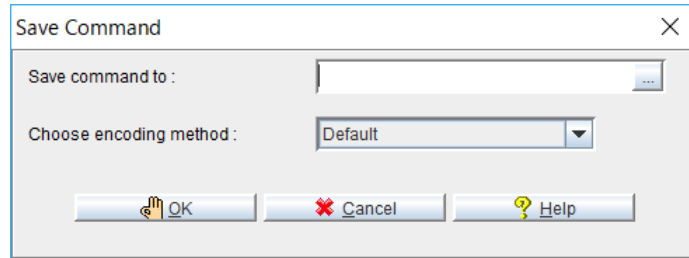 Save Command
Save command to :
...
Choose encoding method :
Default
OK
Cancel
? Help